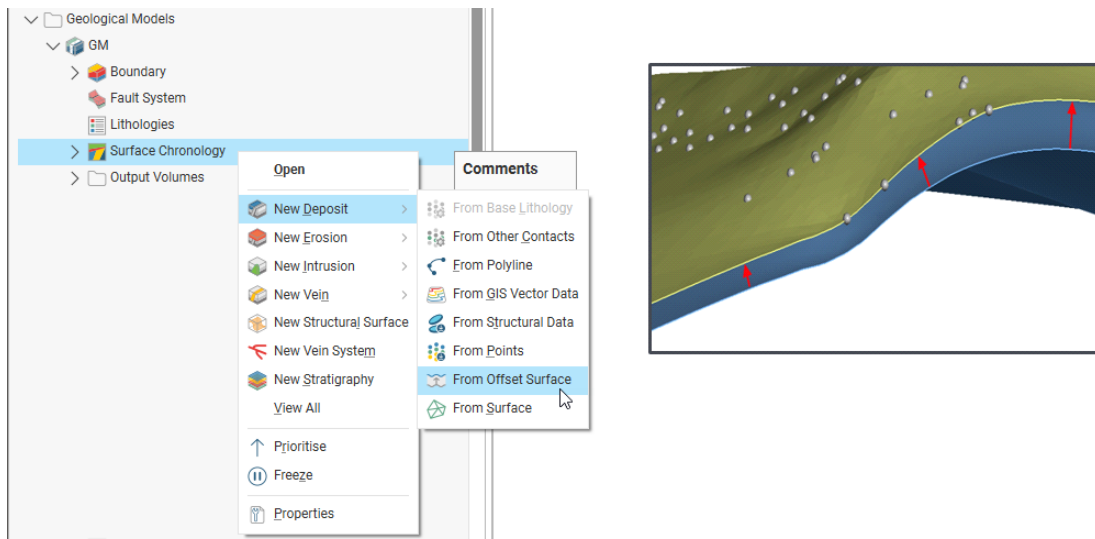 Geological Models
GM
Boundary
Fault System
Lithologies
Surface Chronology
Output Volumes
Open
New Deposit
New Erosion
New Intrusion
New Vein
New Structural Surface
New Vein System
New Stratigraphy
View All
Prioritise
Freeze
Properties
Comments
From Base Lithology
From Other Contacts
From Polyline
From GIS Vector Data
From Structural Data
From Points
From Offset Surface
From Surface